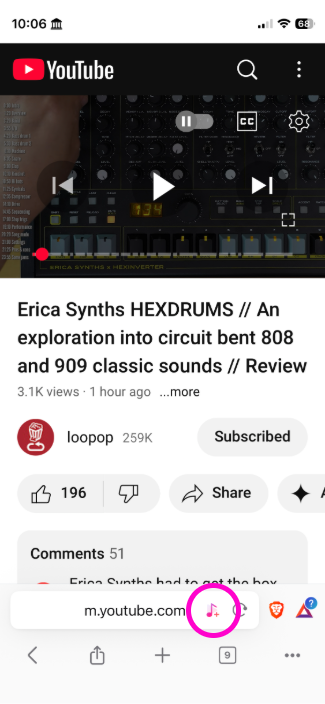 10:06
68
YouTube
CC
134
ERICA SYNTHS × HEXINVERTER
Erica Synths HEXDRUMS // An
exploration into circuit bent 808
and 909 classic sounds // Review
3.1K views · 1 hour ago ...more
loopop 259K
Subscribed
196
Share
Comments 51
Erica Synths had to get the box
m.youtube.com
?
9